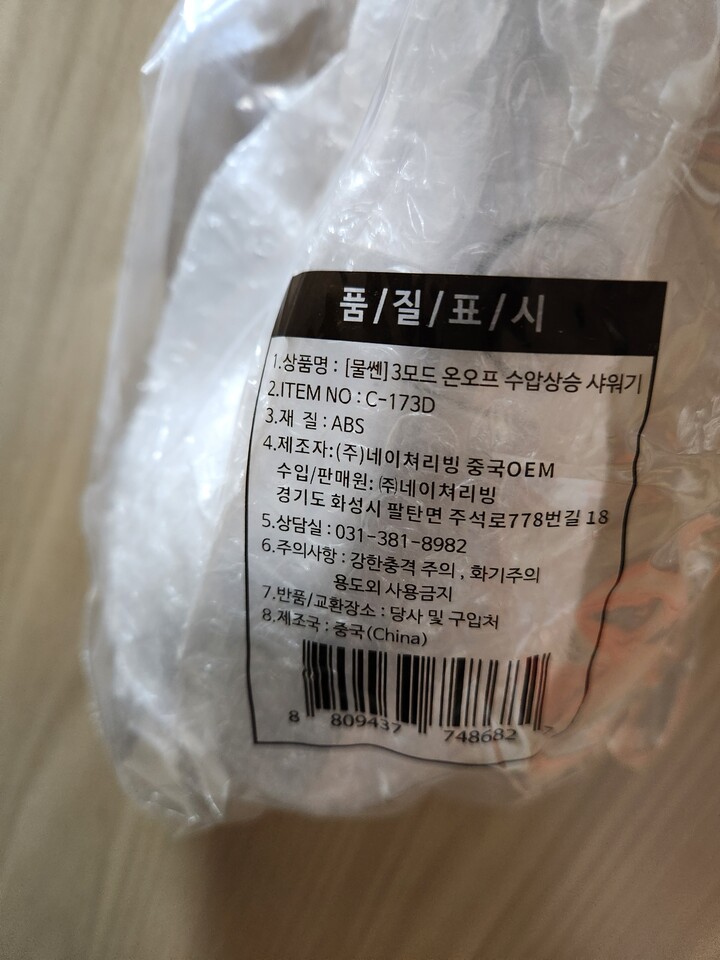 품/질/표/시
1.상품명 : [물쎈]3모드 온오프 수압상승 샤워기
2.ITEM NO : C-173D
3.재 질 : ABS
4.제조자:(주)네이쳐리빙 중국OEM
수입/판매원: ㈜네이쳐리빙
경기도 화성시 팔탄면 주석로778번길 18
5.상담실 : 031-381-8982
6.주의사항 : 강한충격 주의 , 화기주의
용도외 사용금지
7.반품/교환장소 : 당사 및 구입처
8.제조국 : 중국(China)
8 809437 748682 7